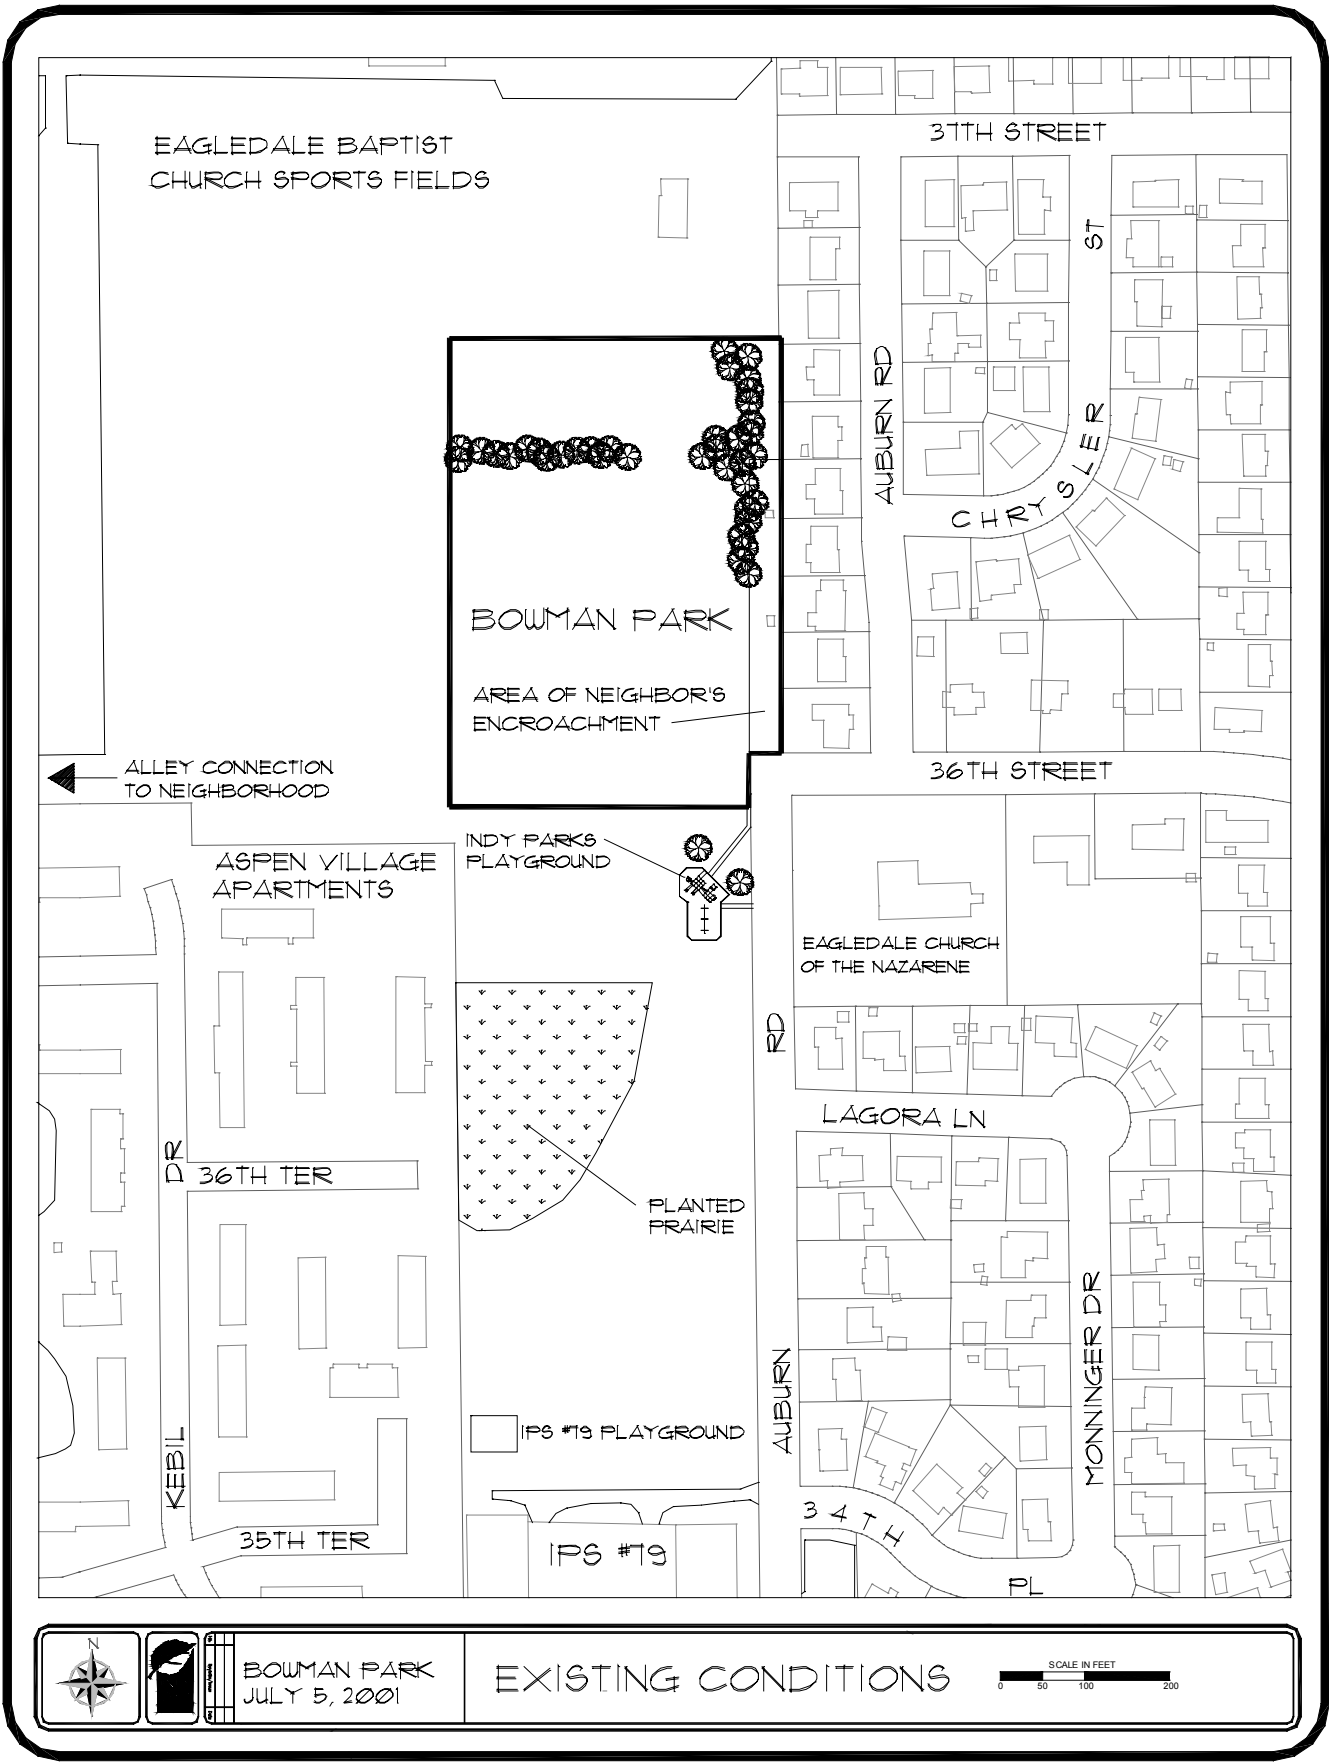 EAGLEDALE BAPTIST
CHURCH SPORTS FIELDS
37TH STREET
ST
AUBURN RD
CHRYSLER
BOWMAN PARK
AREA OF NEIGHBOR'S
ENCROACHMENT
ALLEY CONNECTION
TO NEIGHBORHOOD
36TH STREET
INDY PARKS
PLAYGROUND
ASPEN VILLAGE
APARTMENTS
EAGLEDALE CHURCH
OF THE NAZARENE
RD
LAGORA LN
DR
36TH TER
PLANTED
PRAIRIE
MONNINGER DR
AUBURN
KEBIL
IPS #79 PLAYGROUND
34TH
35TH TER
IPS #79
PL
N
BOWMAN PARK
JULY 5, 2001
EXISTING CONDITIONS
SCALE IN FEET
0 50 100 200